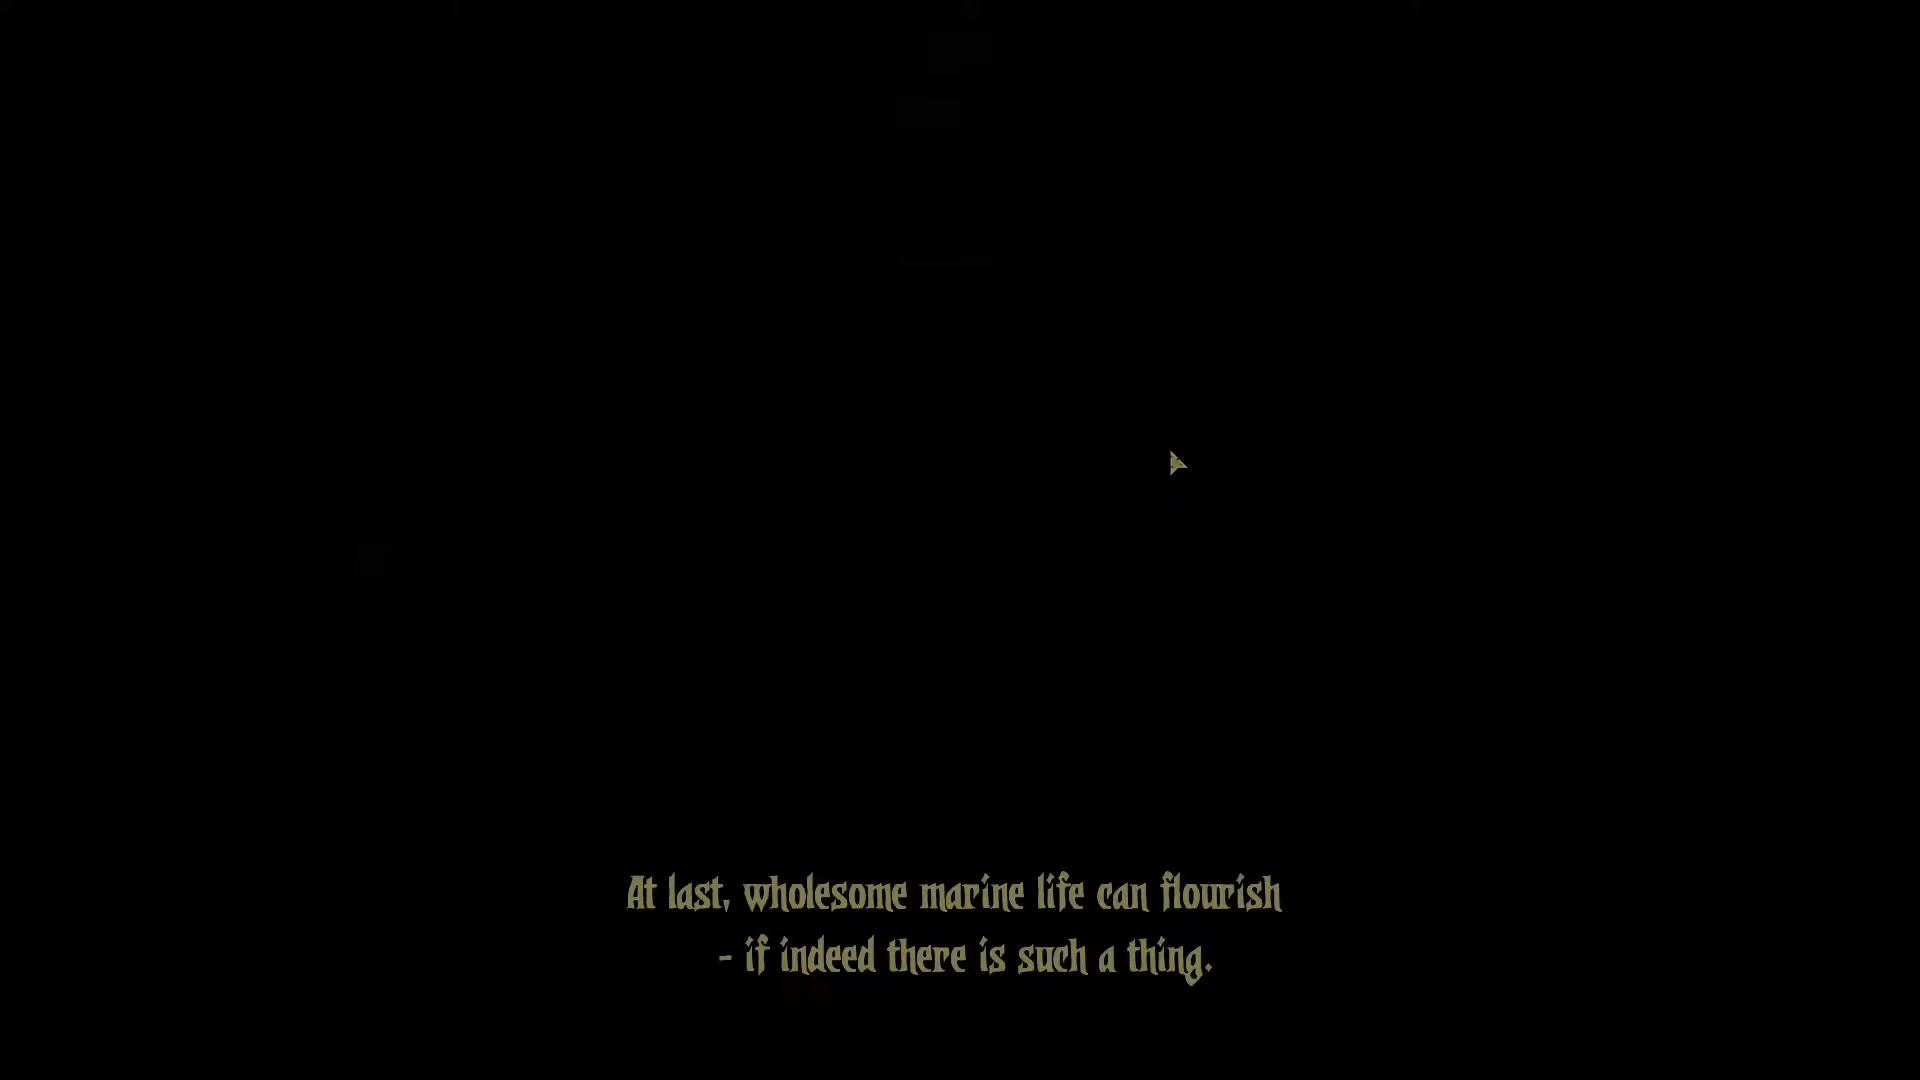 At last, wholesome marine life can flourish
- if indeed there is such a thing.